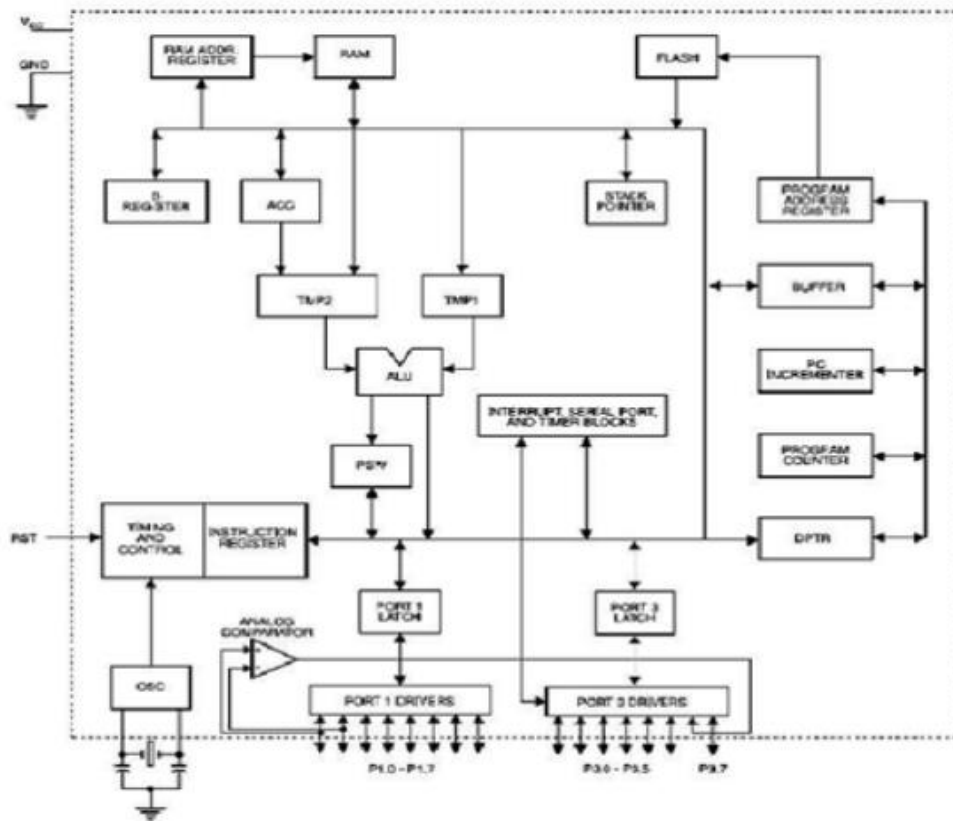 VCC
GND
RAM ADDR.
REGISTER
RAM
FLASH
B
REGISTER
ACC
STACK
POINTER
PROGRAM
ADDRESS
REGISTER
TMP2
TMP1
BUFFER
ALU
PC
INCREMENTER
INTERRUPT, SERIAL PORT,
AND TIMER BLOCKS
PSW
PROGRAM
COUNTER
RST
TIMING
AND
CONTROL
INSTRUCTION
REGISTER
DPTR
PORT 1
LATCH
PORT 3
LATCH
ANALOG
COMPARATOR
+
-
OSC
PORT 1 DRIVERS
PORT 3 DRIVERS
P1.0 - P1.7
P3.0 - P3.5
P3.7